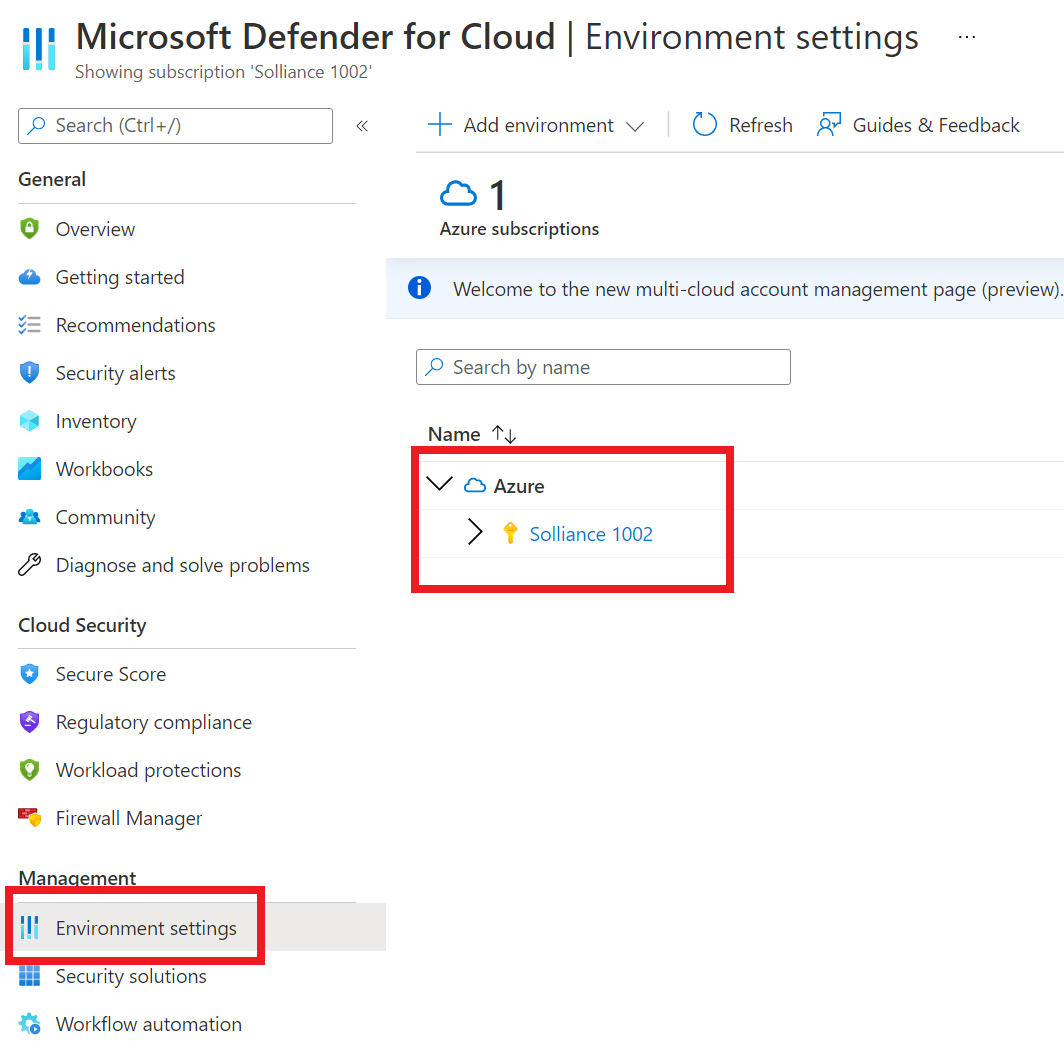 Microsoft Defender for Cloud | Environment settings ...
Showing subscription 'Solliance 1002'
Search (Ctrl+/)
«
General
Overview
Getting started
Recommendations
Security alerts
Inventory
Workbooks
Community
Diagnose and solve problems
Cloud Security
Secure Score
Regulatory compliance
Workload protections
Firewall Manager
Management
Environment settings
Security solutions
Workflow automation
Add environment
Refresh
Guides & Feedback
1
Azure subscriptions
Welcome to the new multi-cloud account management page (preview).
Search by name
Name
Azure
Solliance 1002